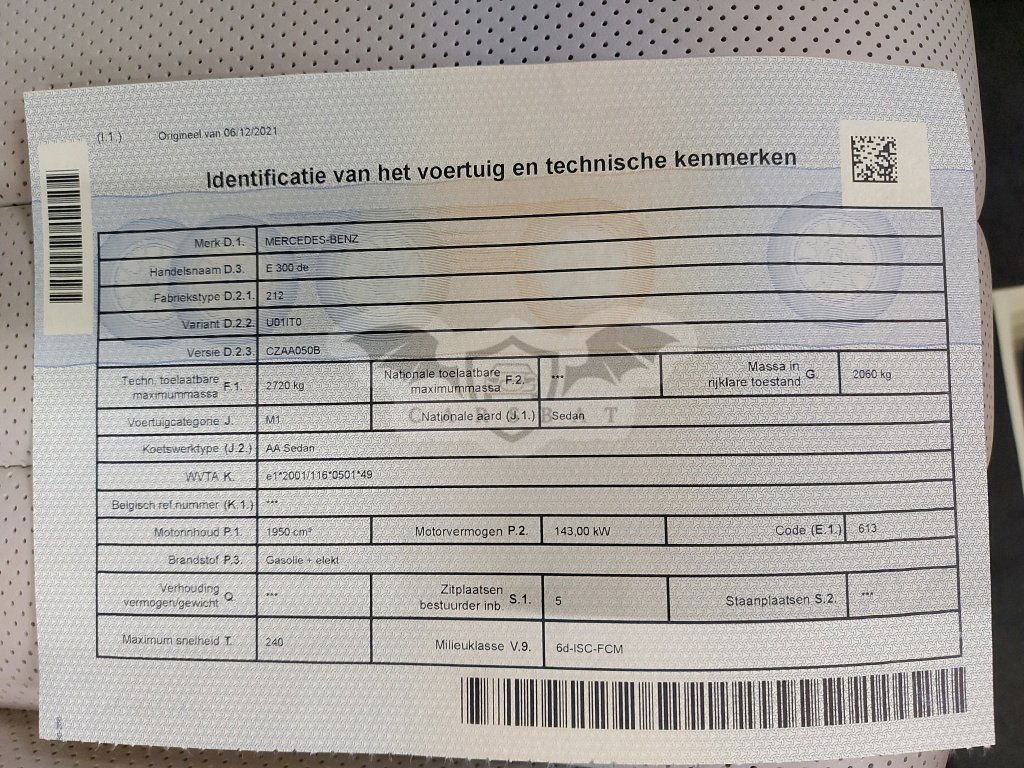 (I.1.) Origineel van 06/12/2021
Identificatie van het voertuig en technische kenmerken
Merk D.1. MERCEDES-BENZ
Handelsnaam D.3. E 300 de
Fabriekstype D.2.1. 212
Variant D.2.2. U01IT0
Versie D.2.3. CZAA050B
Techn. toelaatbare maximummassa F.1. 2720 kg Nationale toelaatbare maximummassa F.2. *** Massa in rijklare toestand G. 2060 kg
Voertuigcategorie J. M1 Nationale aard (J.1.) Sedan
Koetswerktype (J.2.) AA Sedan
WVTA K. e1*2001/116*0501*49
Belgisch ref.nummer (K.1.) ***
Motorinhoud P.1. 1950 cm³ Motorvermogen P.2. 143,00 kW Code (E.1.) 613
Brandstof P.3. Gasolie + elekt
Verhouding vermogen/gewicht Q. *** Zitplaatsen bestuurder inb. S.1. 5 Staanplaatsen S.2. ***
Maximum snelheid T. 240 Milieuklasse V.9. 6d-ISC-FCM